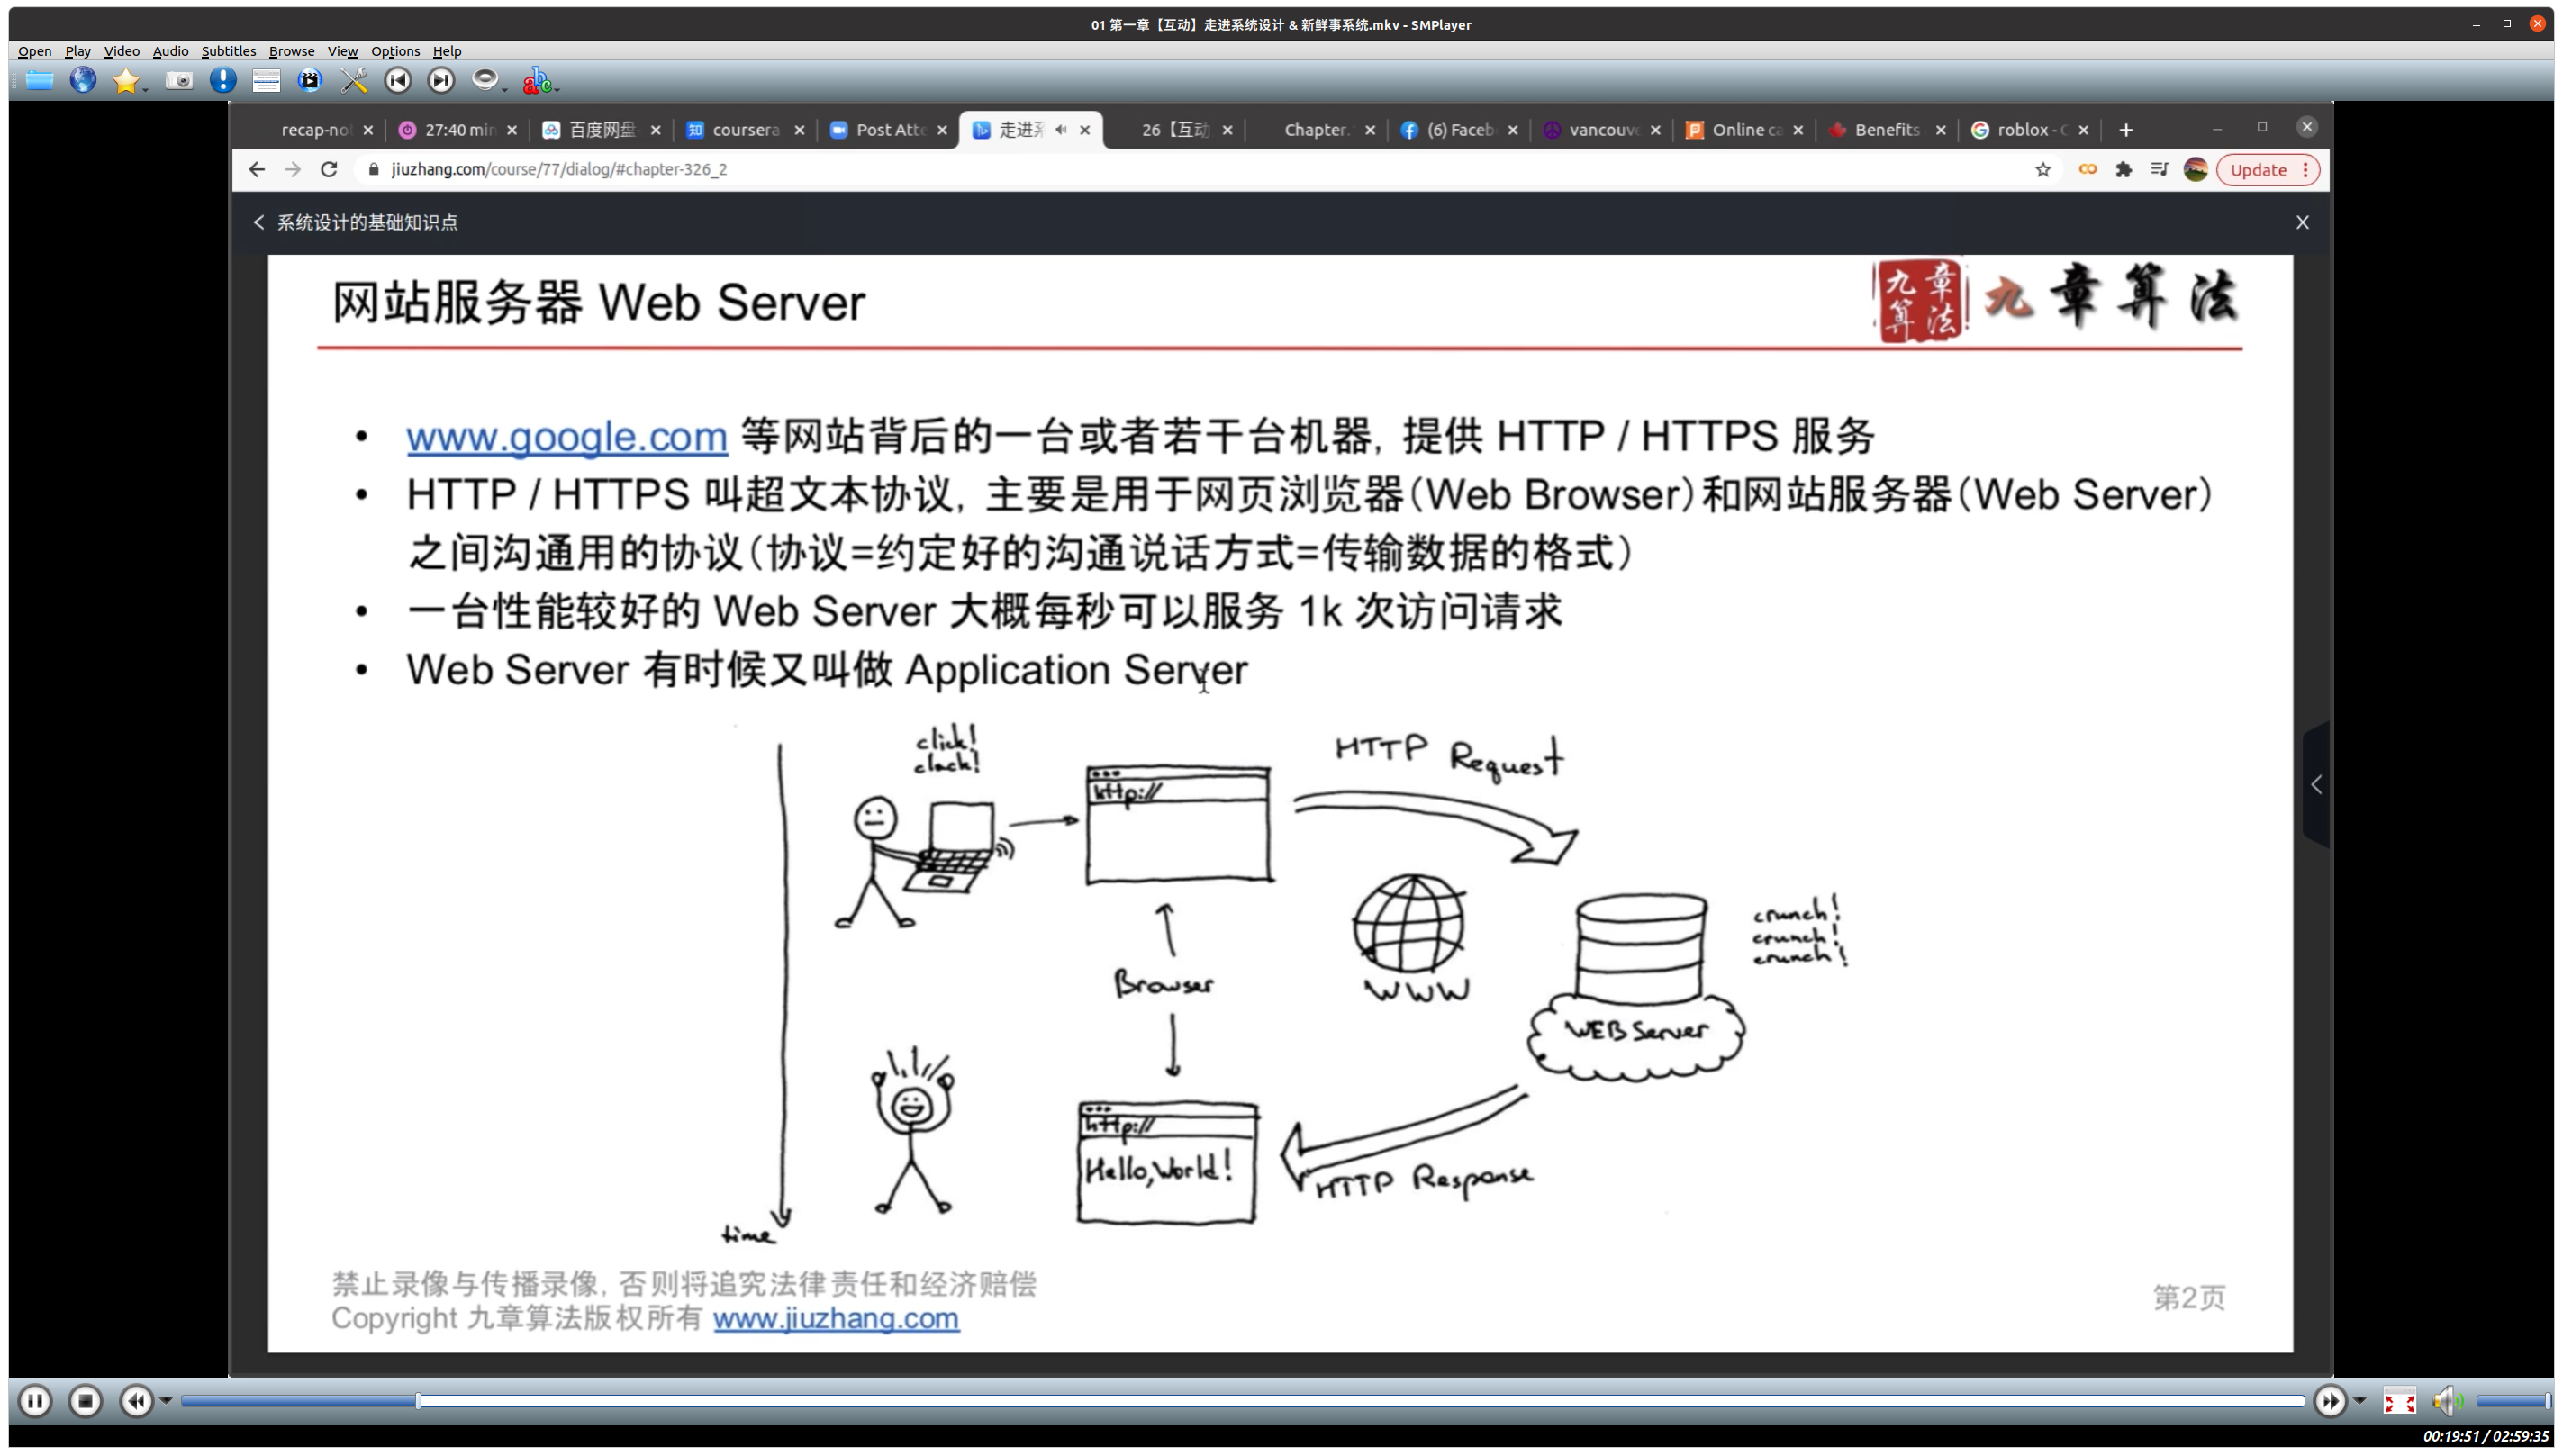 01 第一章【互动】走进系统设计 & 新鲜事系统.mkv - SMPlayer
Open Play Video Audio Subtitles Browse View Options Help
recap-no 27:40 min 百度网盘 coursera Post Atte 走进系 26【互动 Chapter. (6) Faceb vancouve Online ca Benefits roblox - G
jiuzhang.com/course/77/dialog/#chapter-326_2 Update
系统设计的基础知识点
网站服务器 Web Server
九章算法 九章算法
• www.google.com 等网站背后的一台或者若干台机器, 提供 HTTP / HTTPS 服务
• HTTP / HTTPS 叫超文本协议, 主要是用于网页浏览器(Web Browser)和网站服务器(Web Server)
之间沟通用的协议(协议=约定好的沟通说话方式=传输数据的格式)
• 一台性能较好的 Web Server 大概每秒可以服务 1k 次访问请求
• Web Server 有时候又叫做 Application Server
click!
clack!
HTTP Request
http://
crunch!
crunch!
crunch!
Browser
WWW
WEB Server
http://
Hello, World!
HTTP Response
time
禁止录像与传播录像, 否则将追究法律责任和经济赔偿
Copyright 九章算法版权所有 www.jiuzhang.com
第2页
00:19:51 / 02:59:35